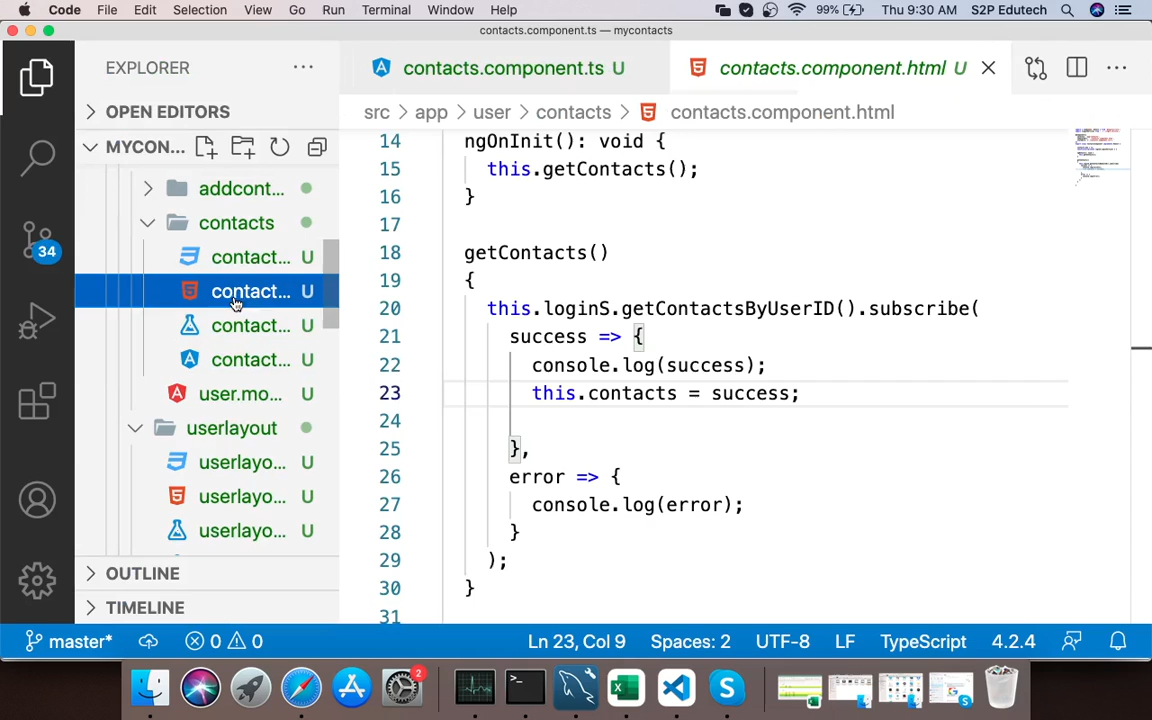 Code File Edit Selection View Go Run Terminal Window Help 99% Thu 9:30 AM S2P Edutech
contacts.component.ts — mycontacts
EXPLORER ...
contacts.component.ts U
contacts.component.html U
OPEN EDITORS
src > app > user > contacts > contacts.component.html
MYCON...
addcont...
contacts
contact... U
contact... U
contact... U
contact... U
user.mo... U
userlayout
userlayo... U
userlayo... U
userlayo... U
OUTLINE
TIMELINE
34
14 ngOnInit(): void {
15 this.getContacts();
16 }
17
18 getContacts()
19 {
20 this.loginS.getContactsByUserID().subscribe(
21 success => {
22 console.log(success);
23 this.contacts = success;
24
25 },
26 error => {
27 console.log(error);
28 }
29 );
30 }
31
master* 0 0 Ln 23, Col 9 Spaces: 2 UTF-8 LF TypeScript 4.2.4
2